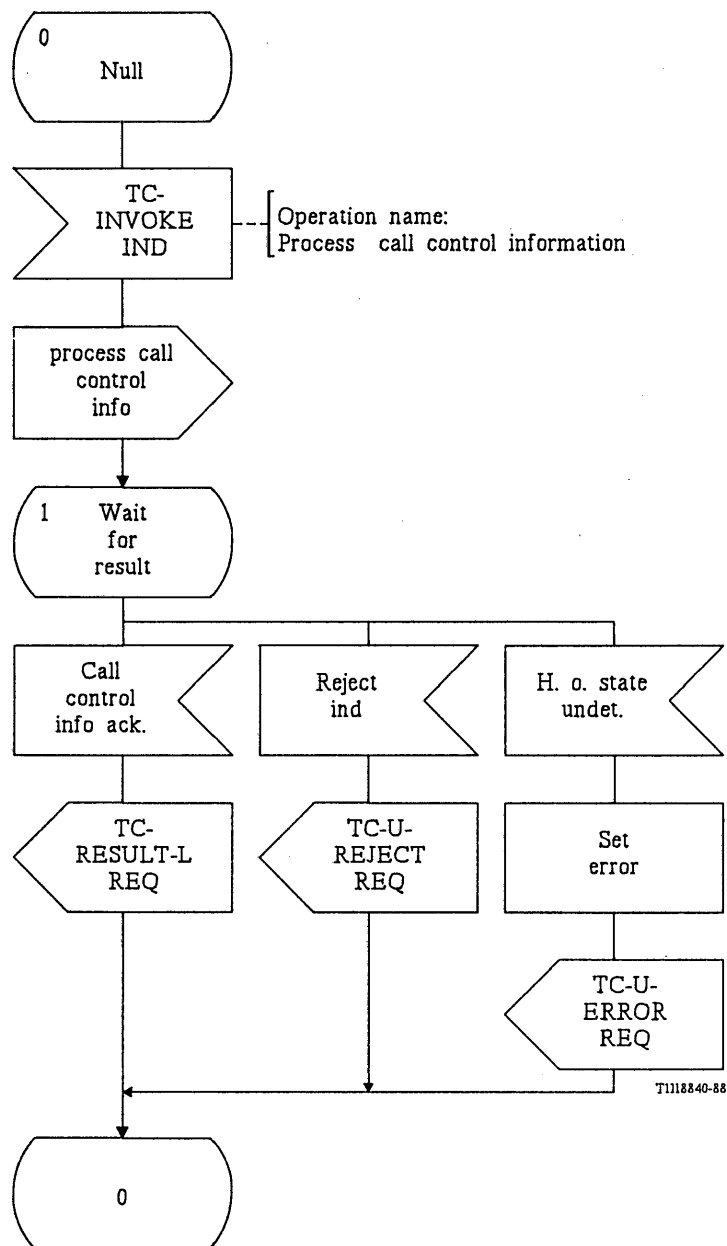 0
Null
TC-
INVOKE
IND
Operation name:
Process call control information
process call
control
info
1 Wait
for
result
Call
control
info ack.
Reject
ind
H. o. state
undet.
TC-
RESULT-L
REQ
TC-U-
REJECT
REQ
Set
error
TC-U-
ERROR
REQ
T1118840-88
0